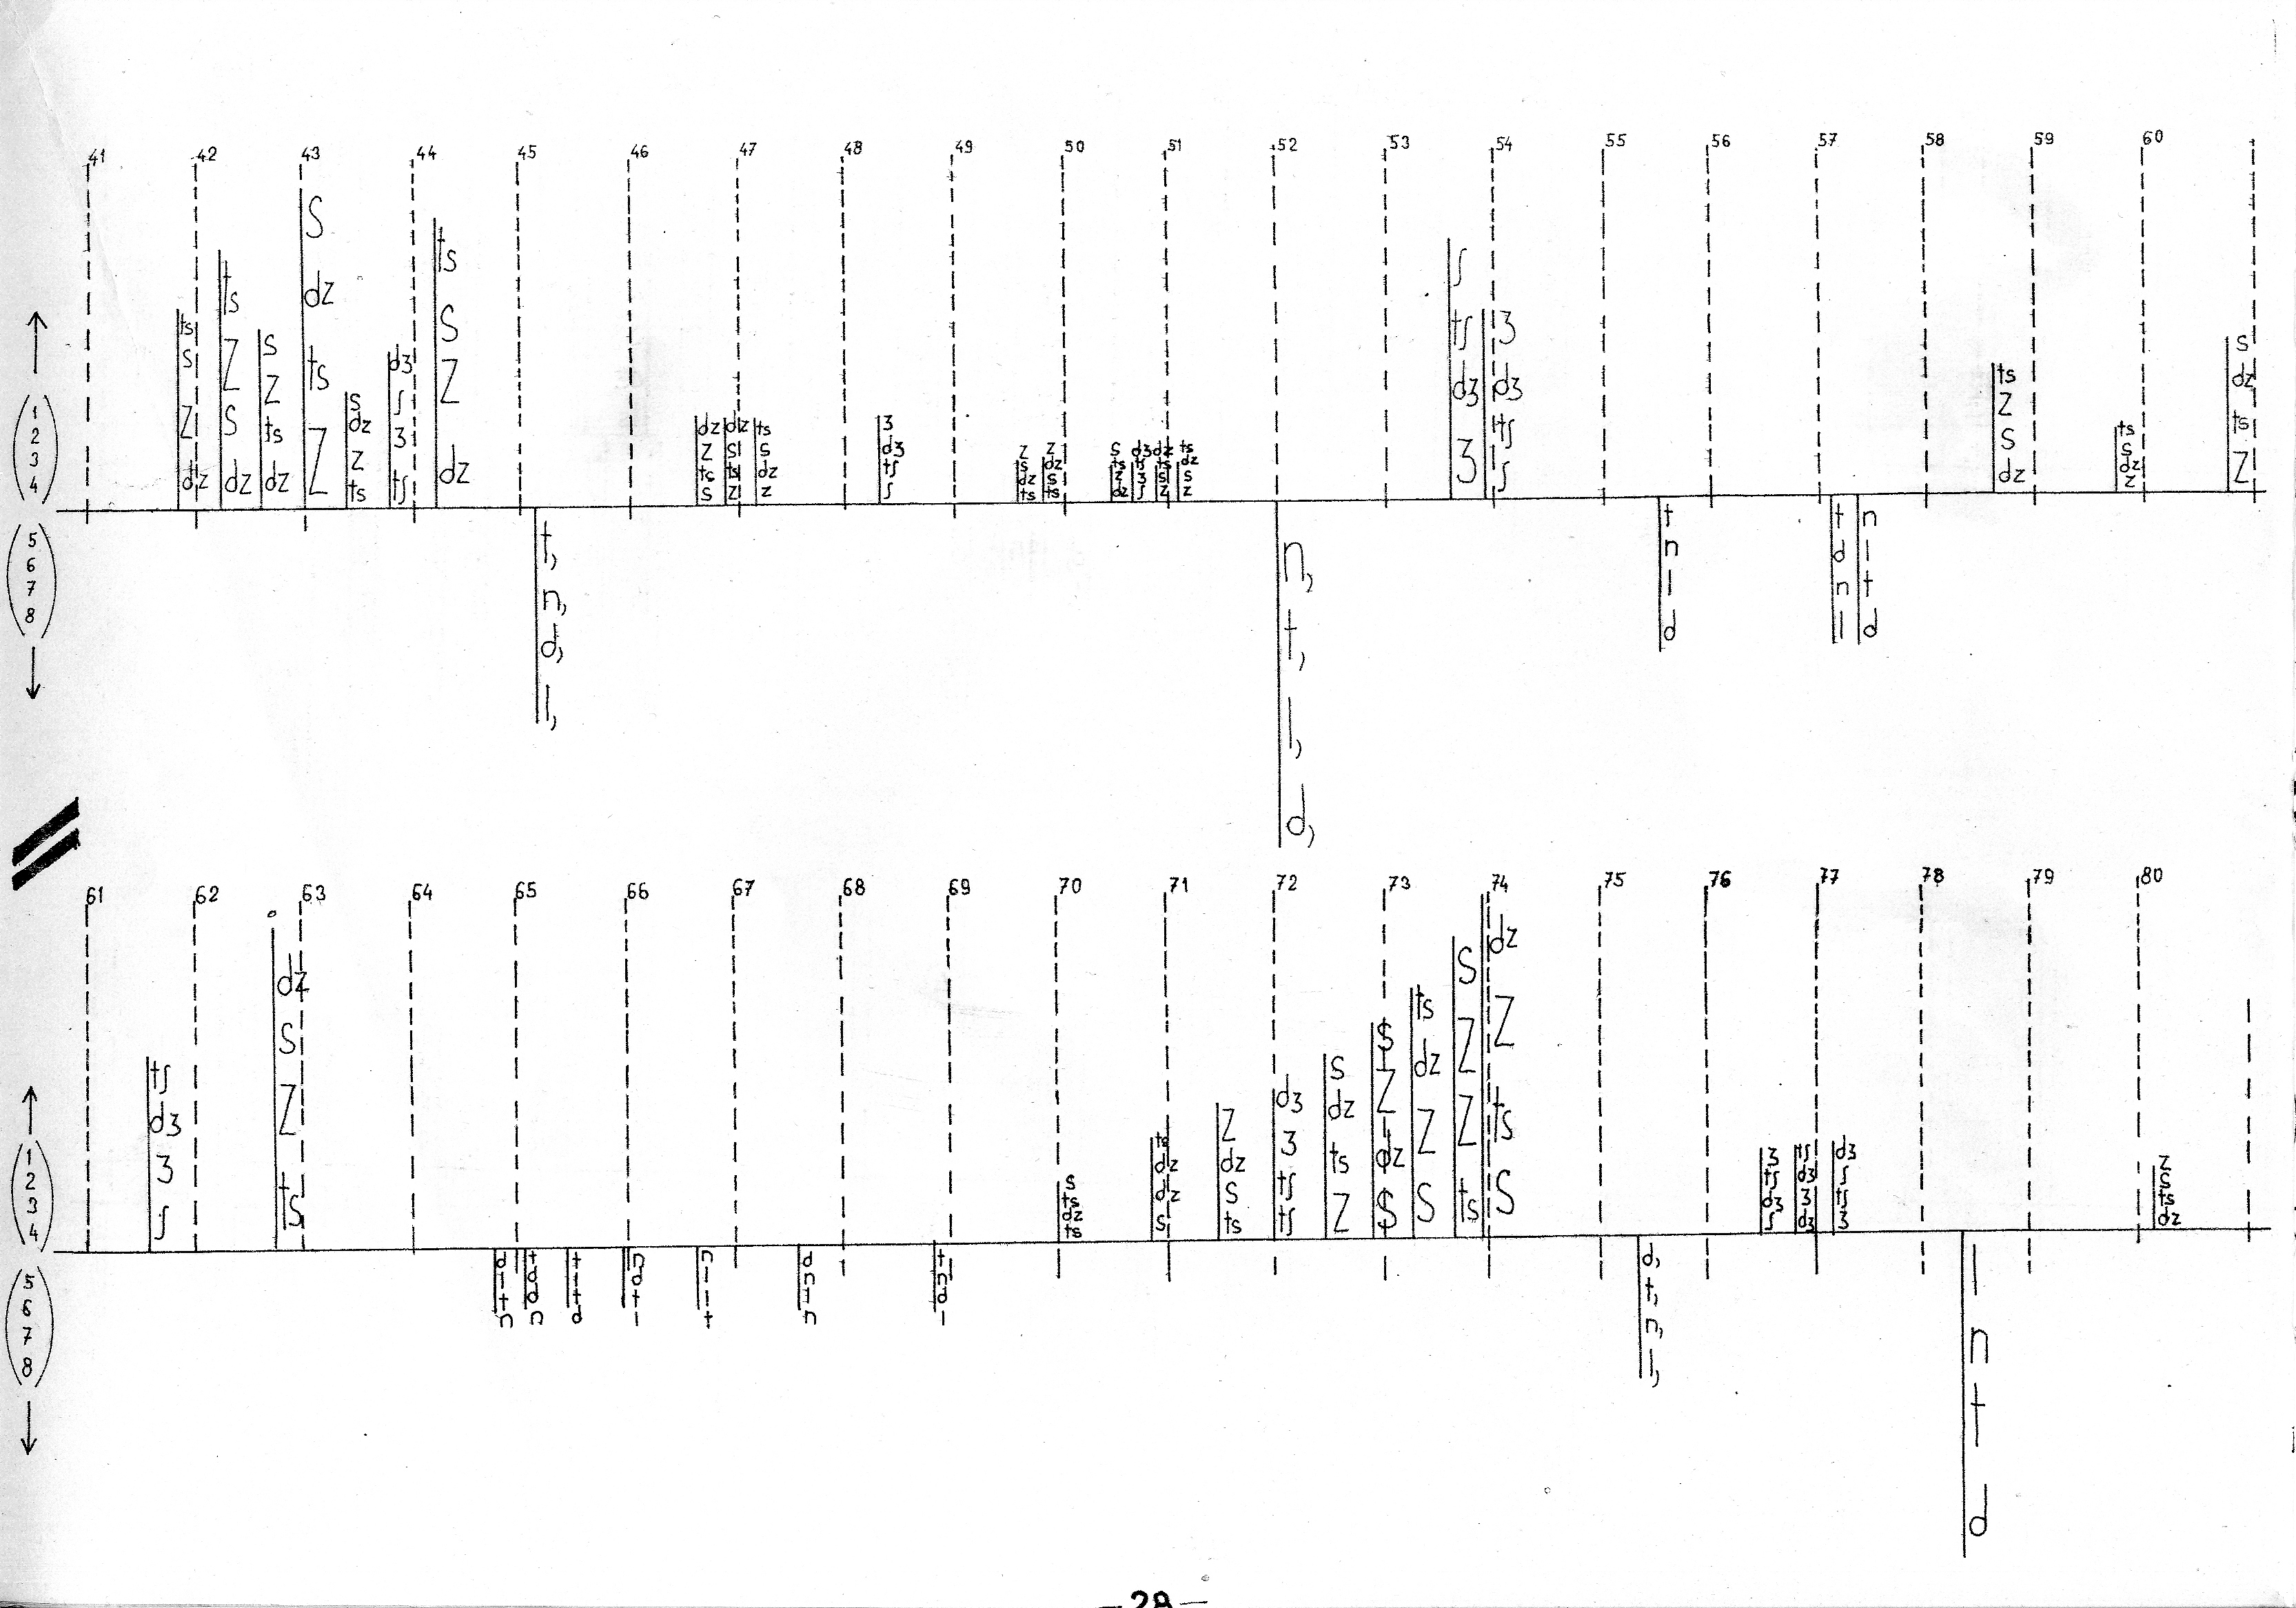 41 42 43 44 45 46 47 48 49 50 51 52 53 54 55 56 57 58 59 60
ts s z dz
ts z s dz
s z ts dz
s dz ts z
s dz z ts
dʒ ʃ ʒ tʃ
ts s z dz
dz z ts s
dz s ts z
ts s dz z
ʒ dʒ tʃ ʃ
z s dz ts
z dz s ts
s ts z dz
dʒ tʃ ʒ ʃ
dz ts s z
ts dz s z
ʃ tʃ dʒ ʒ
ʒ dʒ tʃ ʃ
ts z s dz
ts s dz z
s dz ts z
1
2
3
4
5
6
7
8
t, n, d, l,
n, t, l, d,
t n l d
t d n l
n l t d
61 62 63 64 65 66 67 68 69 70 71 72 73 74 75 76 77 78 79 80
tʃ dʒ ʒ ʃ
dz s z ts
s ts dz ts
ts dz dz s
z dz s ts
dʒ ʒ tʃ tʃ
s dz ts z
s z dz s
ts dz z s
s z z ts
dz z ts s
ʒ tʃ dʒ ʃ
tʃ dʒ ʒ dʒ
dʒ ʃ tʃ ʒ
z s ts dz
1
2
3
4
5
6
7
8
d l t n
t d d n
t l t d
n d t l
n l l t
d n l n
t n d l
d, t, n, l,
l n t d
—28—